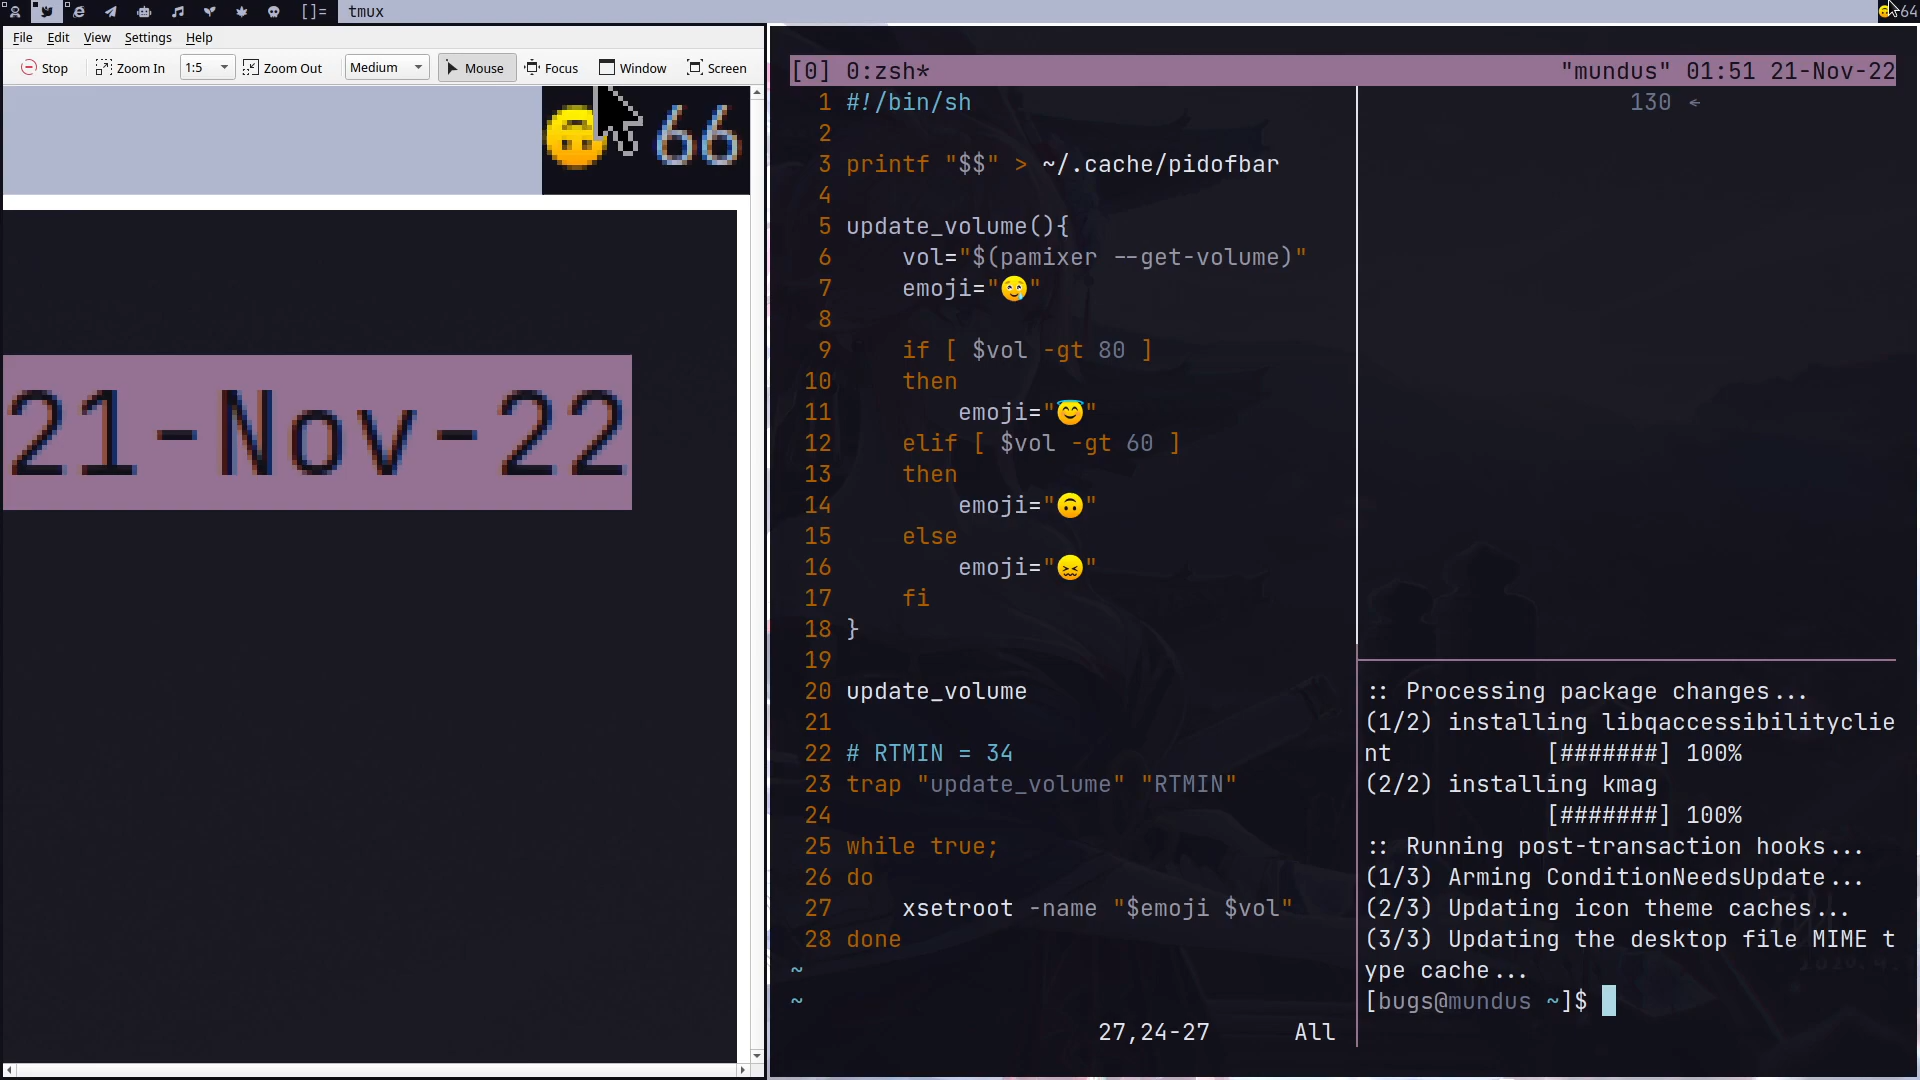 []= tmux 64
File Edit View Settings Help
Stop Zoom In 1:5 Zoom Out Medium Mouse Focus Window Screen
🙃 66
21-Nov-22
[0] 0:zsh* "mundus" 01:51 21-Nov-22
1 #!/bin/sh
2
3 printf "$$" > ~/.cache/pidofbar
4
5 update_volume(){
6 vol="$(pamixer --get-volume)"
7 emoji="🥲"
8
9 if [ $vol -gt 80 ]
10 then
11 emoji="😇"
12 elif [ $vol -gt 60 ]
13 then
14 emoji="🙃"
15 else
16 emoji="😖"
17 fi
18 }
19
20 update_volume
21
22 # RTMIN = 34
23 trap "update_volume" "RTMIN"
24
25 while true;
26 do
27 xsetroot -name "$emoji $vol"
28 done
~
~
27,24-27 All
130 ←
:: Processing package changes...
(1/2) installing libqaccessibilityclie
nt [#######] 100%
(2/2) installing kmag
[#######] 100%
:: Running post-transaction hooks...
(1/3) Arming ConditionNeedsUpdate...
(2/3) Updating icon theme caches...
(3/3) Updating the desktop file MIME t
ype cache...
[bugs@mundus ~]$